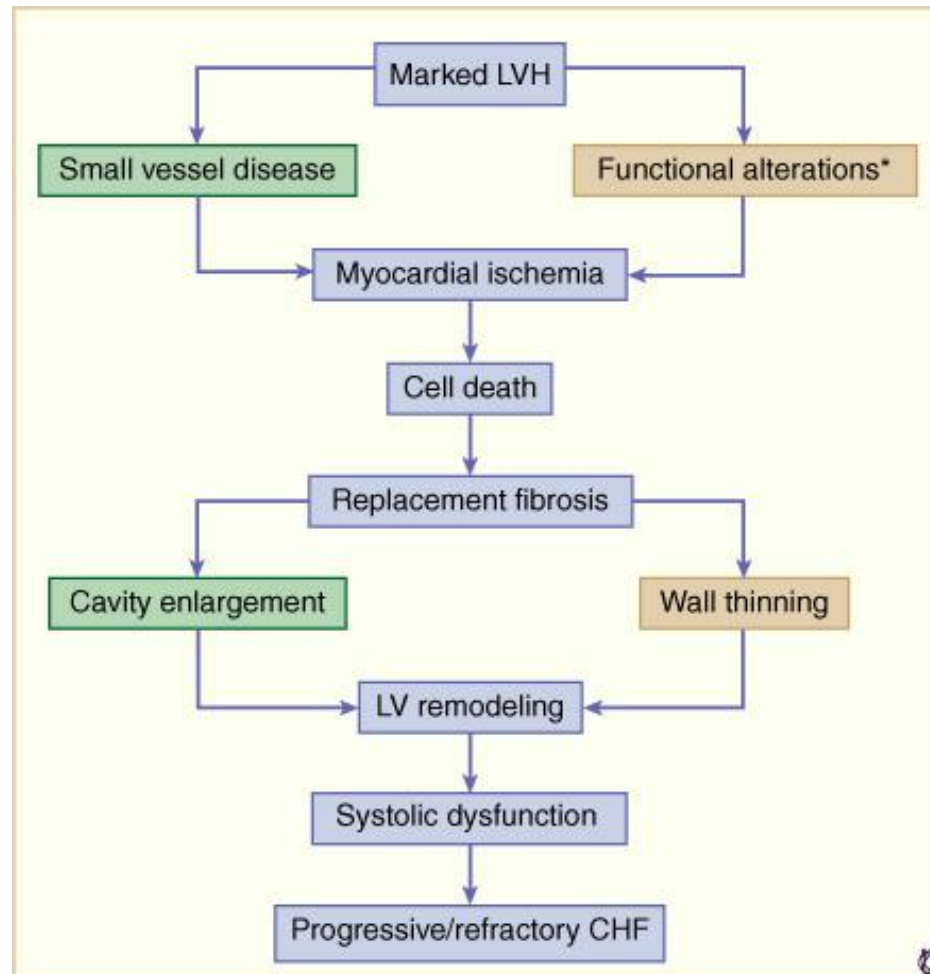 Marked LVH
Small vessel disease
Functional alterations*
Myocardial ischemia
Cell death
Replacement fibrosis
Cavity enlargement
Wall thinning
LV remodeling
Systolic dysfunction
Progressive/refractory CHF